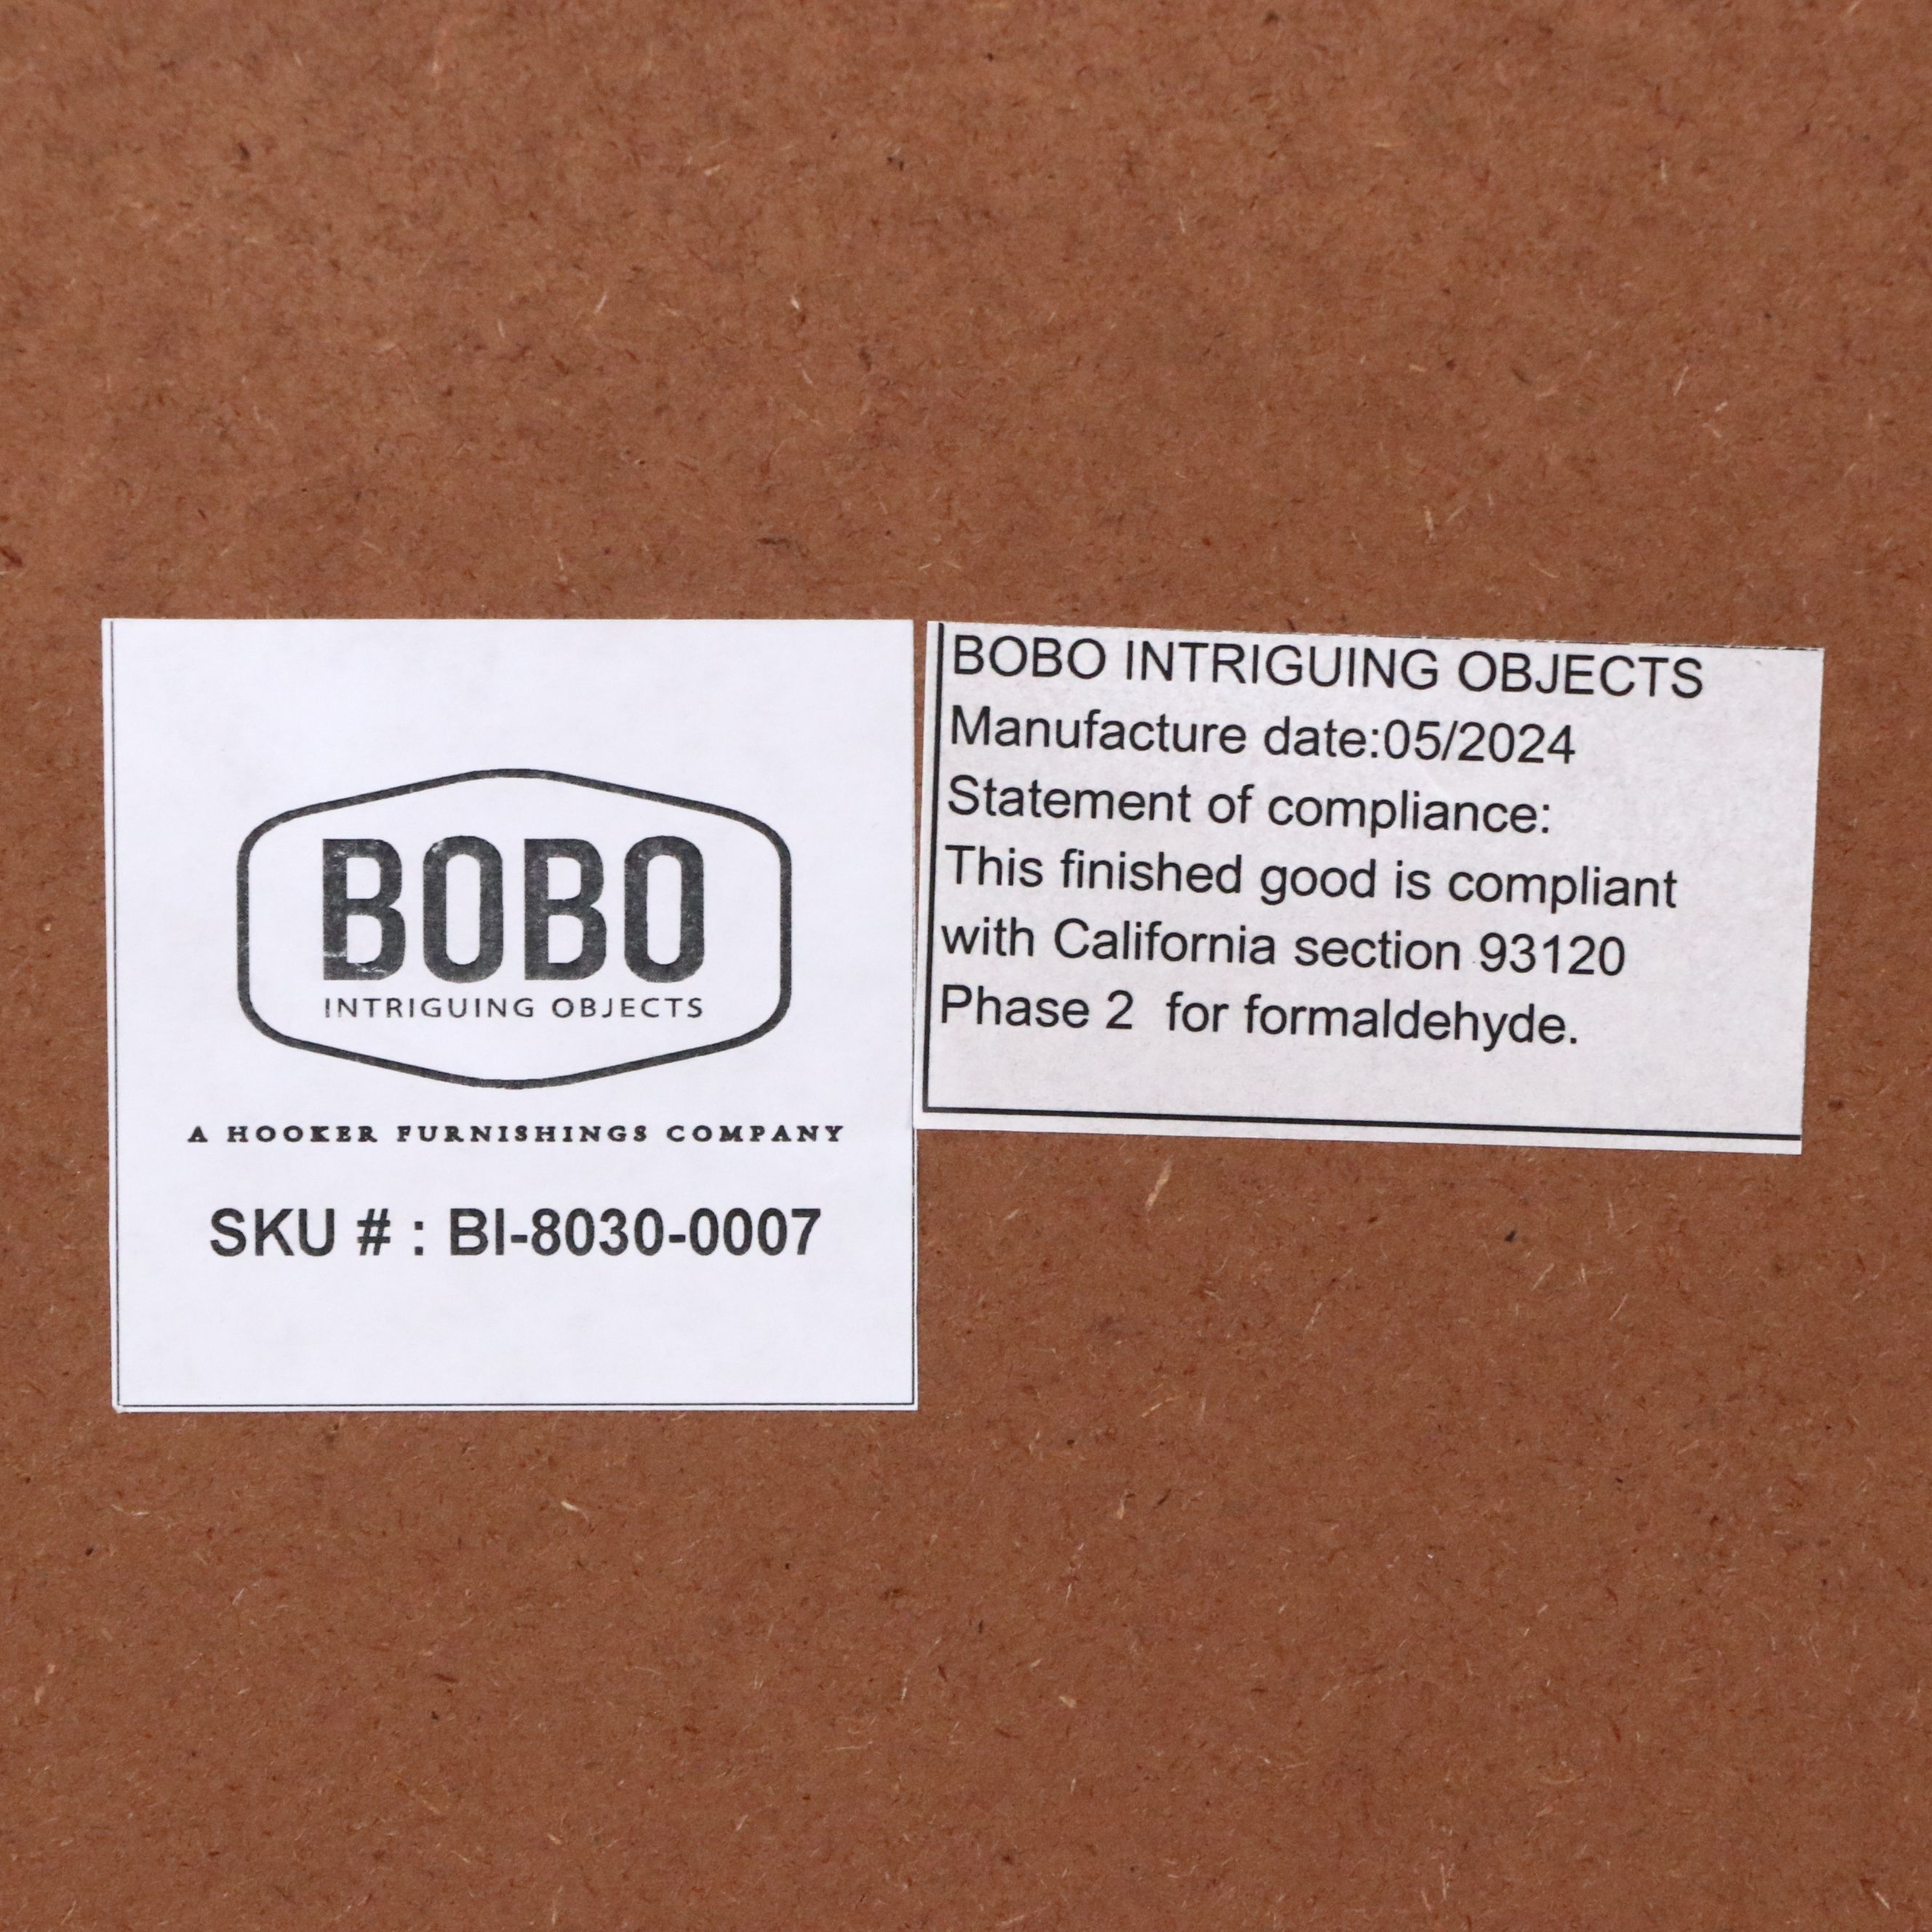 BOBO
INTRIGUING OBJECTS
A HOOKER FURNISHINGS COMPANY
SKU # : BI-8030-0007
BOBO INTRIGUING OBJECTS
Manufacture date:05/2024
Statement of compliance:
This finished good is compliant
with California section 93120
Phase 2  for formaldehyde.